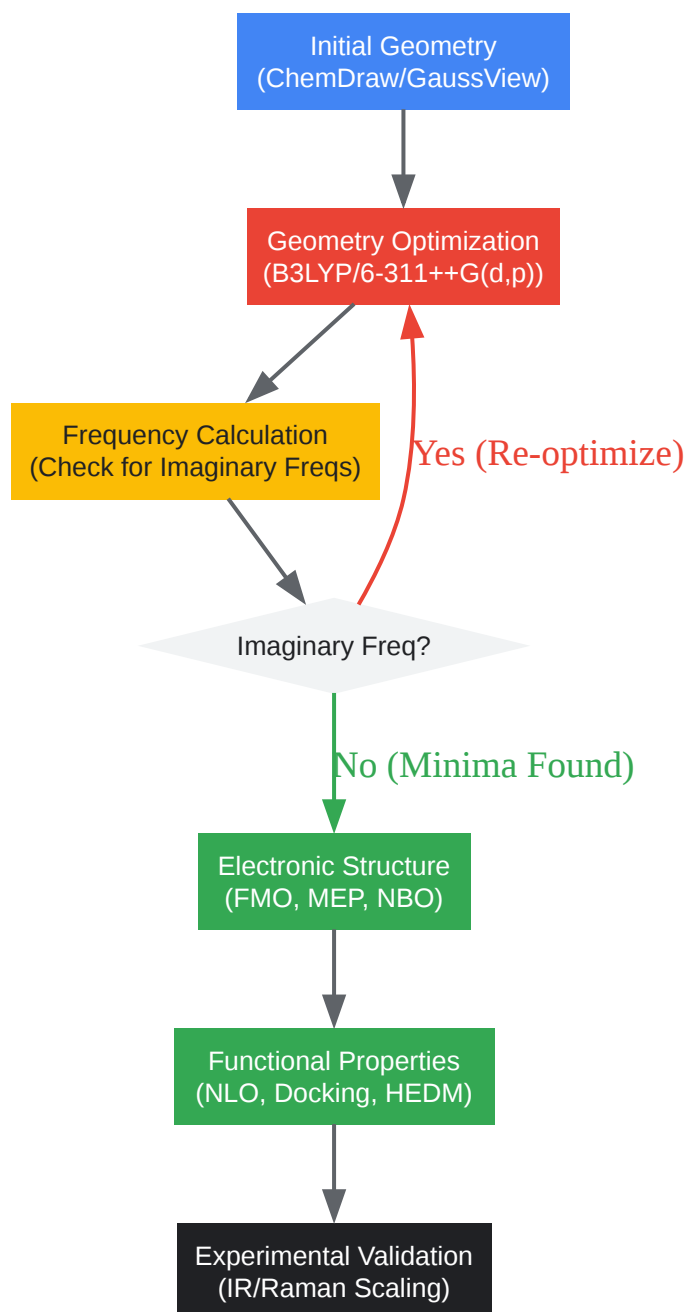 Initial Geometry
(ChemDraw/GaussView)
Geometry Optimization
(B3LYP/6-311++G(d,p))
Frequency Calculation
(Check for Imaginary Freqs)
Yes (Re-optimize)
Imaginary Freq?
No (Minima Found)
Electronic Structure
(FMO, MEP, NBO)
Functional Properties
(NLO, Docking, HEDM)
Experimental Validation
(IR/Raman Scaling)